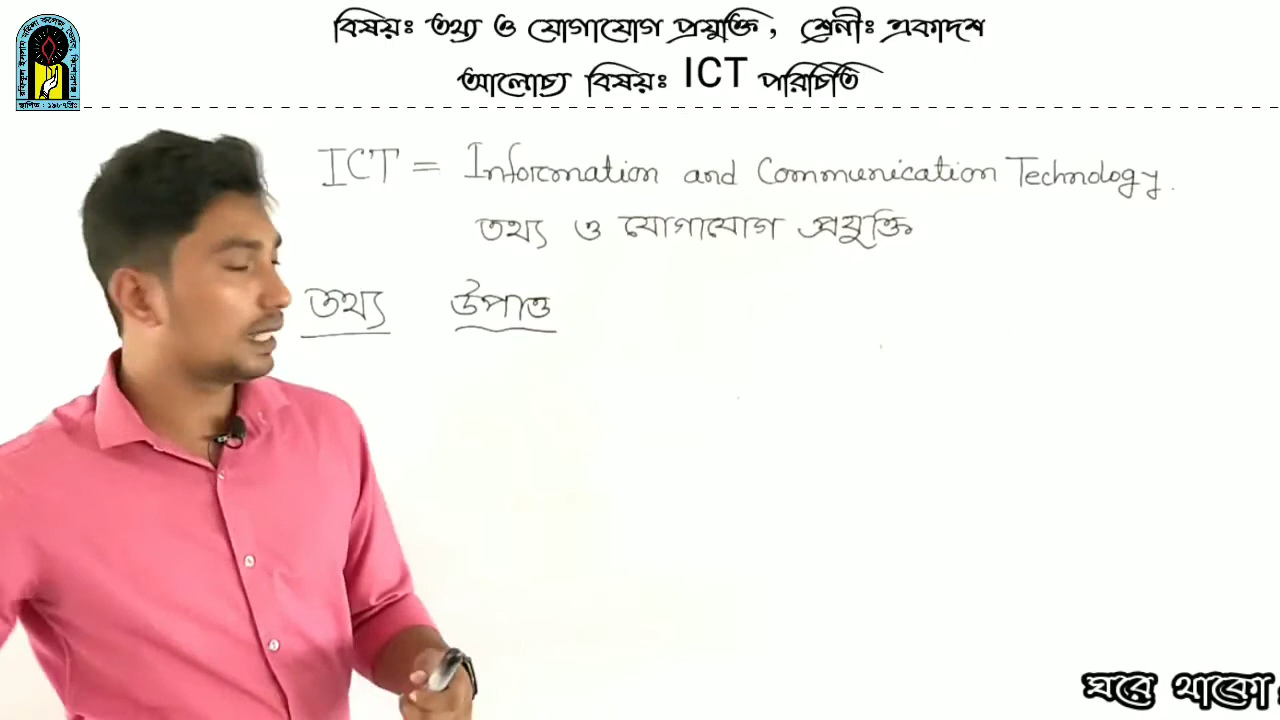 বিষয়ঃ তথ্য ও যোগাযোগ প্রযুক্তি, শ্রেনীঃ একাদশ
আলোচ্য বিষয়ঃ ICT পরিচিতি
স্থাপিত : ১৯৮৭খ্রিঃ
ICT = Information and Communication Technology.
তথ্য ও যোগাযোগ প্রযুক্তি
তথ্য উপাত্ত
ঘরে থাকো